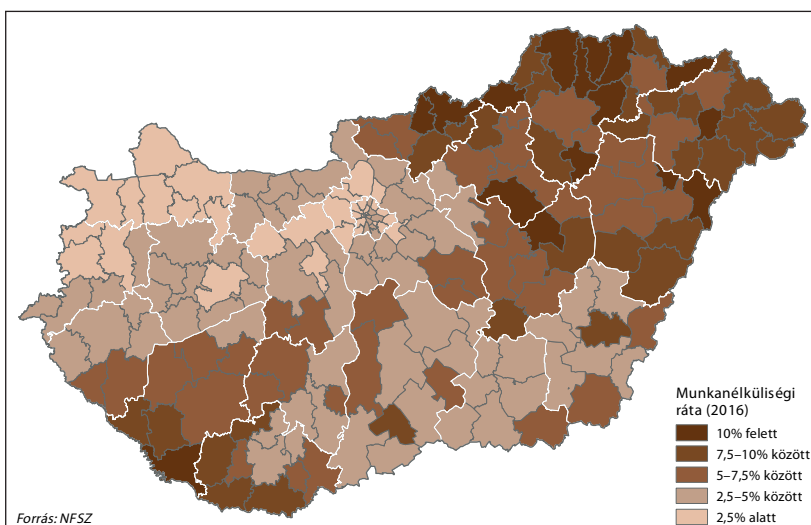 Munkanélküliségi
ráta (2016)
10% felett
7,5–10% között
5–7,5% között
2,5–5% között
2,5% alatt
Forrás: NFSZ